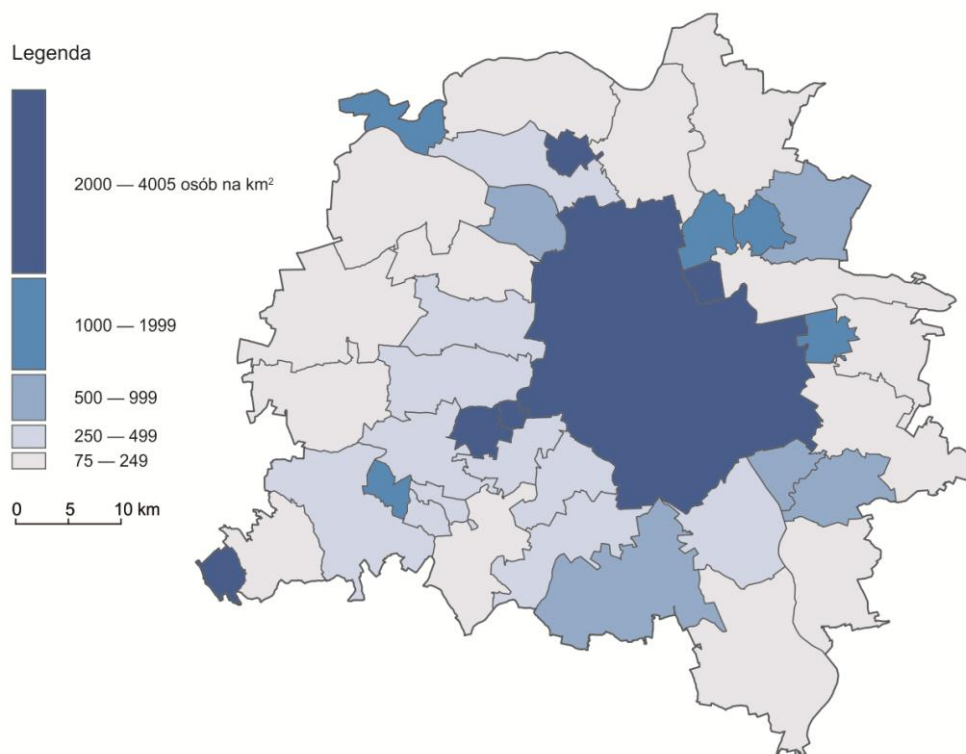 Legenda
2000 — 4005 osób na km²
1000 — 1999
500 — 999
250 — 499
75 — 249
0 5 10 km